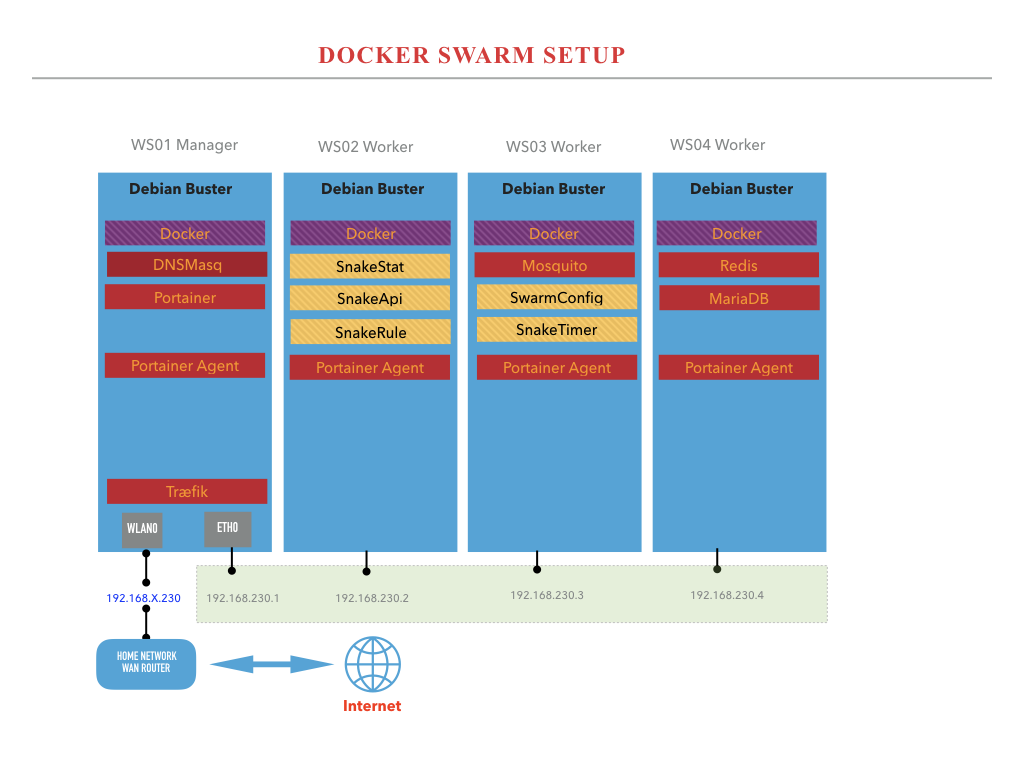 DOCKER SWARM SETUP
WS01 Manager
WS02 Worker
WS03 Worker
WS04 Worker
Debian Buster
Debian Buster
Debian Buster
Debian Buster
Docker
Docker
Docker
Docker
DNSMasq
SnakeStat
Mosquito
Redis
Portainer
SnakeApi
SwarmConfig
MariaDB
SnakeRule
SnakeTimer
Portainer Agent
Portainer Agent
Portainer Agent
Portainer Agent
Træfik
WLAN0
ETH0
192.168.X.230
192.168.230.1
192.168.230.2
192.168.230.3
192.168.230.4
HOME NETWORK
WAN ROUTER
Internet